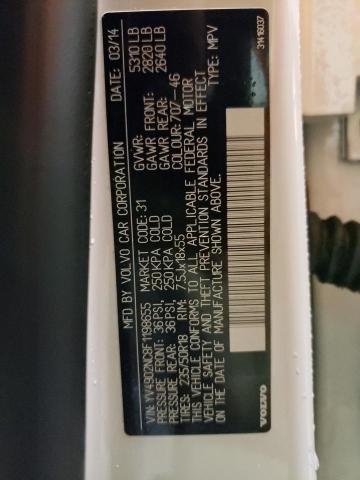 MFD BY VOLVO CAR CORPORATION DATE: 03/14
VIN: YV4902NC8F1198655 GVWR: 5310 LB
MARKET CODE: 31 GAWR FRONT: 2820 LB
PRESSURE FRONT: 36 PSI, 250 KPA COLD GAWR REAR: 2640 LB
PRESSURE REAR: 36 PSI, 250 KPA COLD COLOUR: 707-46
TIRES: 235/50R18 RIM: 7.5Jx18x55
THIS VEHICLE CONFORMS TO ALL APPLICABLE FEDERAL MOTOR
VEHICLE SAFETY AND THEFT PREVENTION STANDARDS IN EFFECT
ON THE DATE OF MANUFACTURE SHOWN ABOVE. TYPE: MPV
VOLVO 31416037